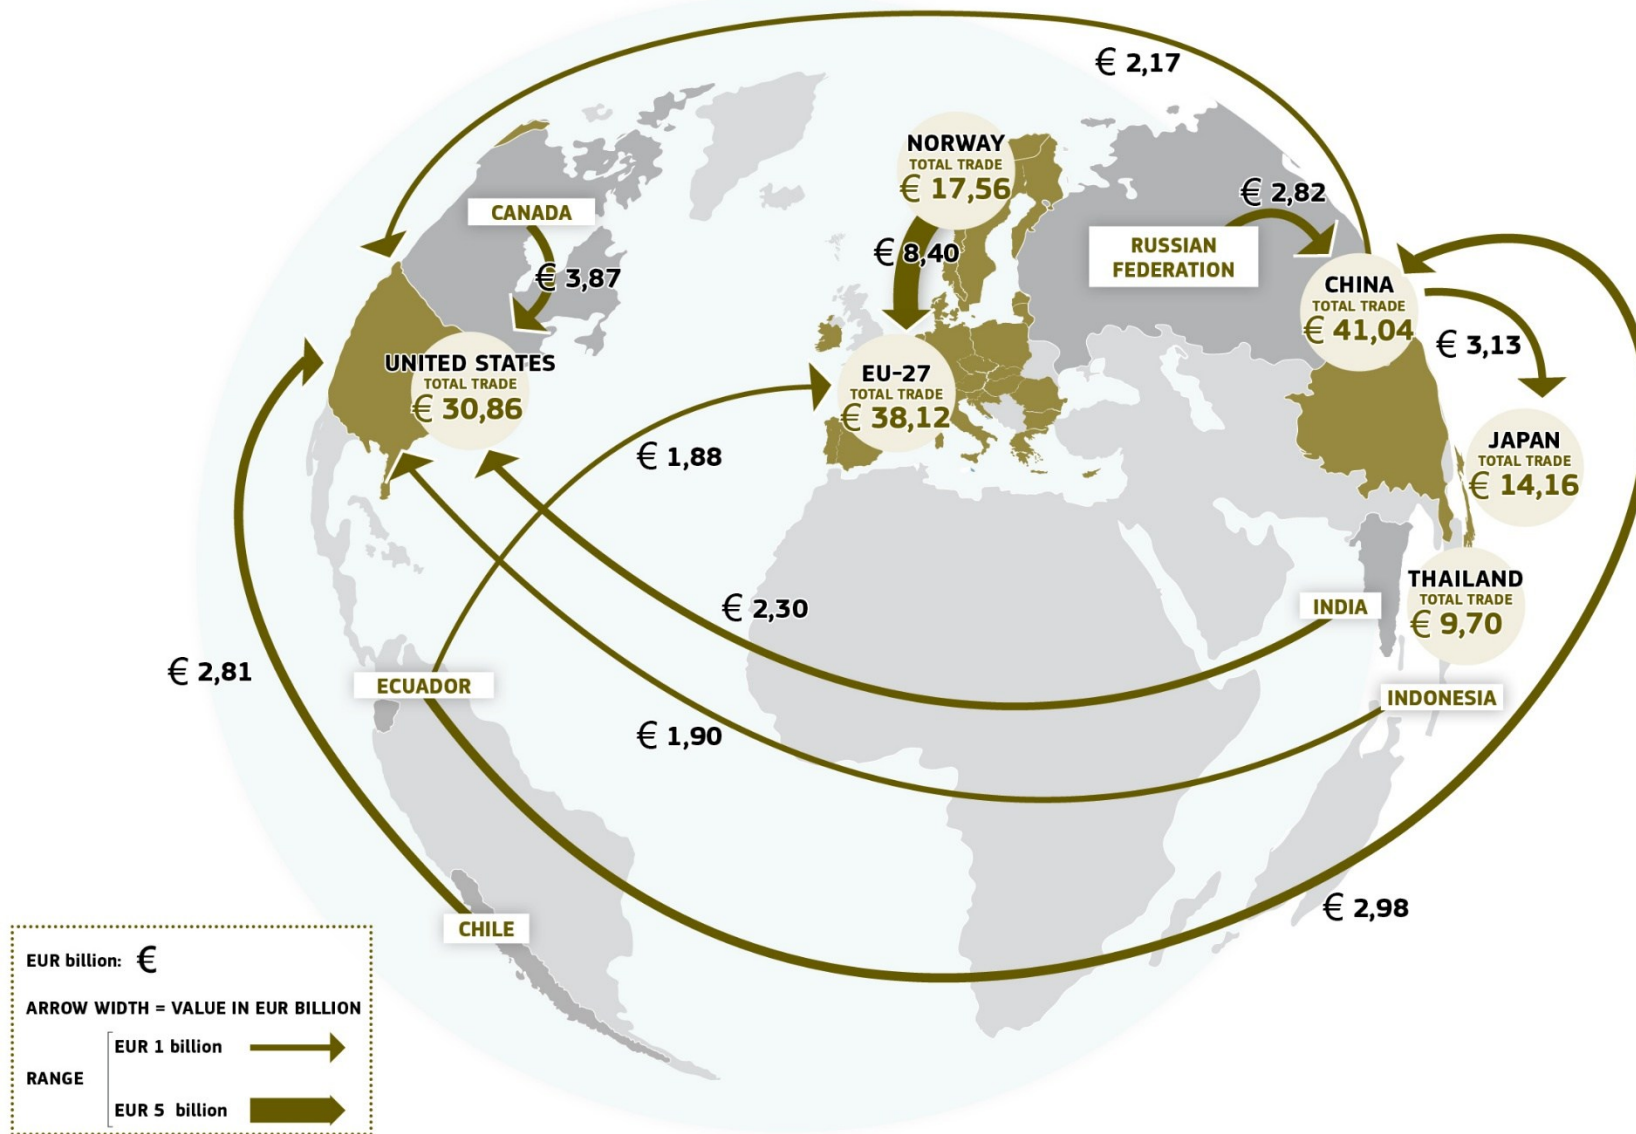 € 2,17
NORWAY
TOTAL TRADE
€ 17,56
€ 2,82
CANADA
RUSSIAN
FEDERATION
€ 8,40
€ 3,87
CHINA
TOTAL TRADE
€ 41,04
€ 3,13
UNITED STATES
TOTAL TRADE
€ 30,86
EU-27
TOTAL TRADE
€ 38,12
€ 1,88
JAPAN
TOTAL TRADE
€ 14,16
THAILAND
TOTAL TRADE
€ 9,70
€ 2,30
INDIA
€ 2,81
ECUADOR
INDONESIA
€ 1,90
€ 2,98
CHILE
EUR billion: €
ARROW WIDTH = VALUE IN EUR BILLION
RANGE
EUR 1 billion
EUR 5 billion